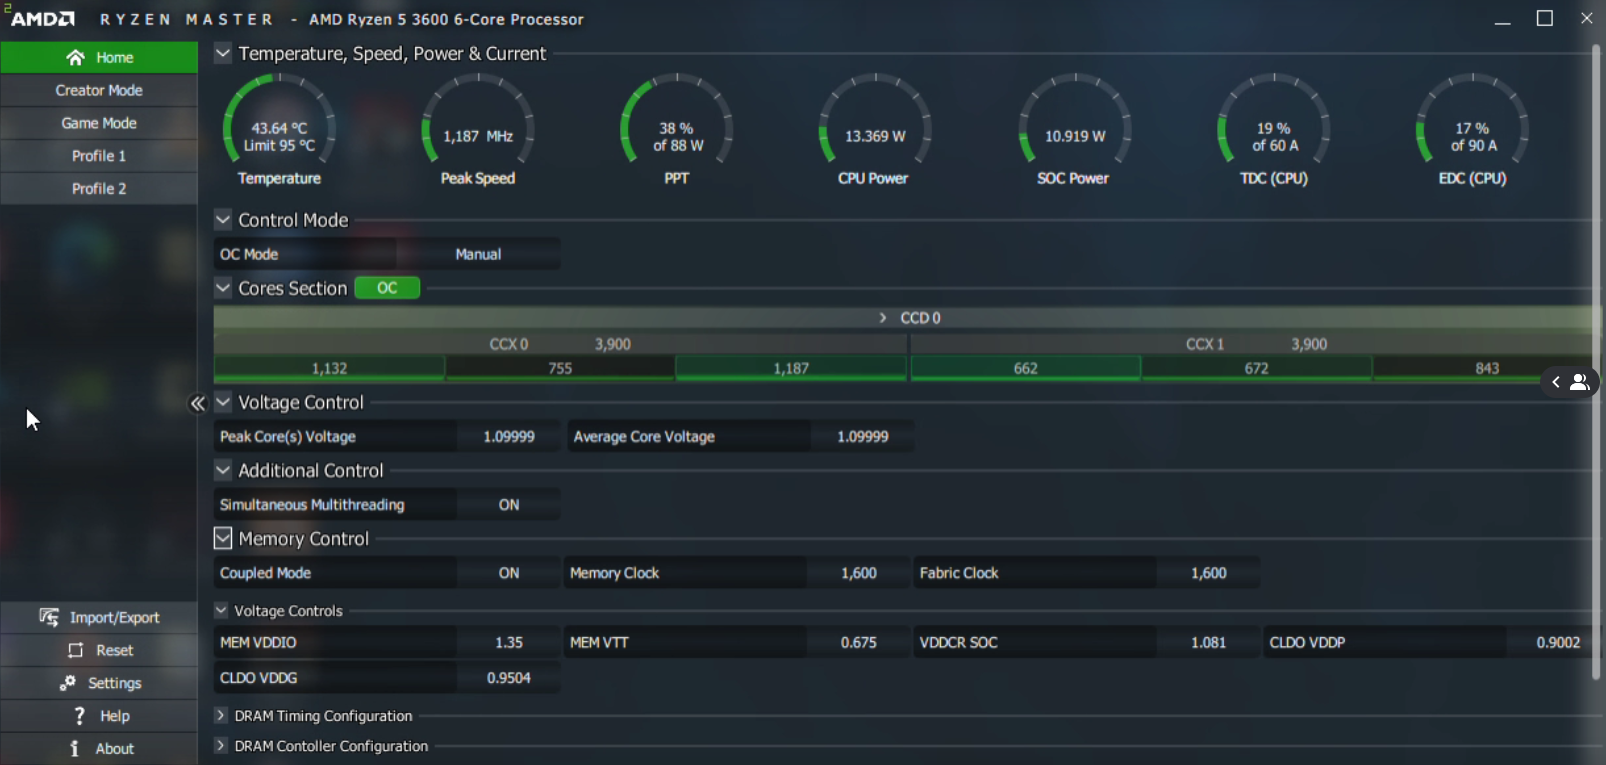 2
AMD RYZEN MASTER - AMD Ryzen 5 3600 6-Core Processor
Home
Creator Mode
Game Mode
Profile 1
Profile 2
Import/Export
Reset
Settings
Help
About
Temperature, Speed, Power & Current
43.64 °C
Limit 95 °C
Temperature
1,187 MHz
Peak Speed
38 %
of 88 W
PPT
13.369 W
CPU Power
10.919 W
SOC Power
19 %
of 60 A
TDC (CPU)
17 %
of 90 A
EDC (CPU)
Control Mode
OC Mode Manual
Cores Section OC
CCD 0
CCX 0 3,900 CCX 1 3,900
1,132 755 1,187 662 672 843
Voltage Control
Peak Core(s) Voltage 1.09999 Average Core Voltage 1.09999
Additional Control
Simultaneous Multithreading ON
Memory Control
Coupled Mode ON Memory Clock 1,600 Fabric Clock 1,600
Voltage Controls
MEM VDDIO 1.35 MEM VTT 0.675 VDDCR SOC 1.081 CLDO VDDP 0.9002
CLDO VDDG 0.9504
DRAM Timing Configuration
DRAM Contoller Configuration